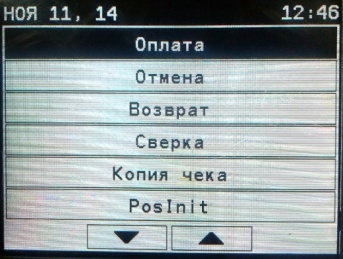 НОЯ 11, 14 12:46
Оплата
Отмена
Возврат
Сверка
Копия чека
PosInit